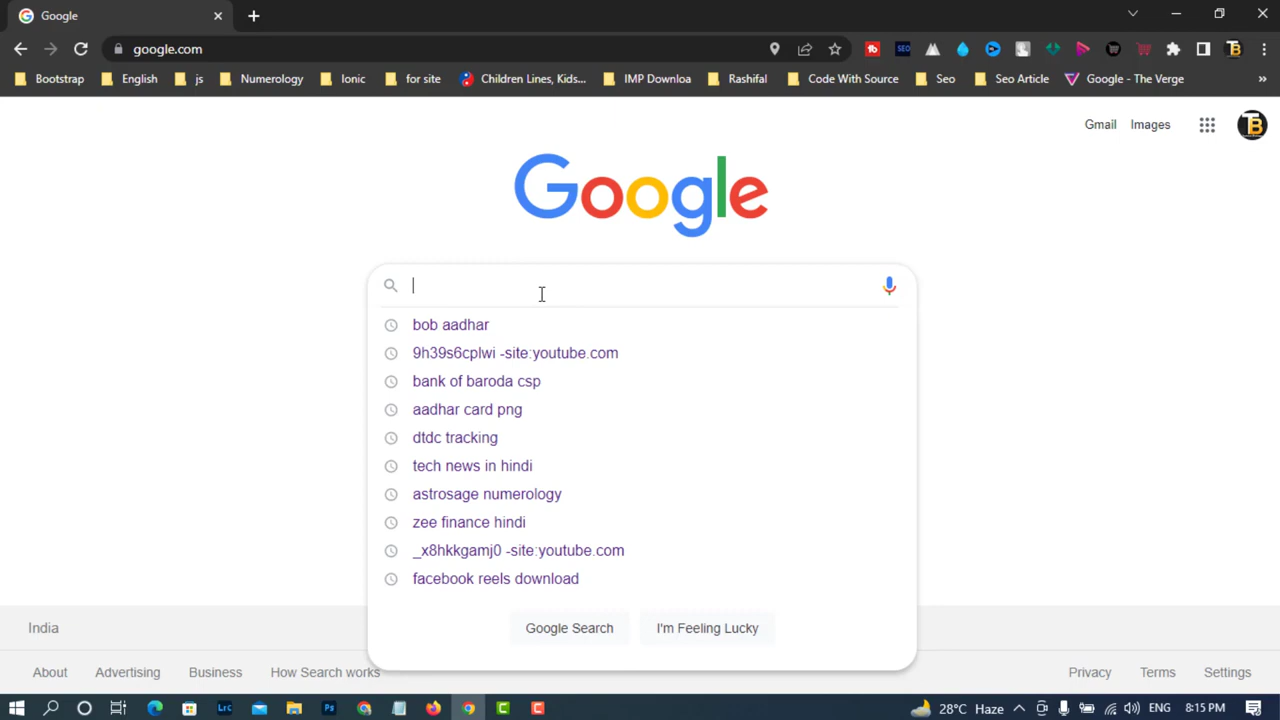 Google
google.com
Bootstrap English js Numerology Ionic for site Children Lines, Kids... IMP Downloa Rashifal Code With Source Seo Seo Article Google - The Verge »
Gmail Images
Google
bob aadhar
9h39s6cplwi -site:youtube.com
bank of baroda csp
aadhar card png
dtdc tracking
tech news in hindi
astrosage numerology
zee finance hindi
_x8hkkgamj0 -site:youtube.com
facebook reels download
Google Search I'm Feeling Lucky
India
About Advertising Business How Search works Privacy Terms Settings
28°C Haze ENG 8:15 PM